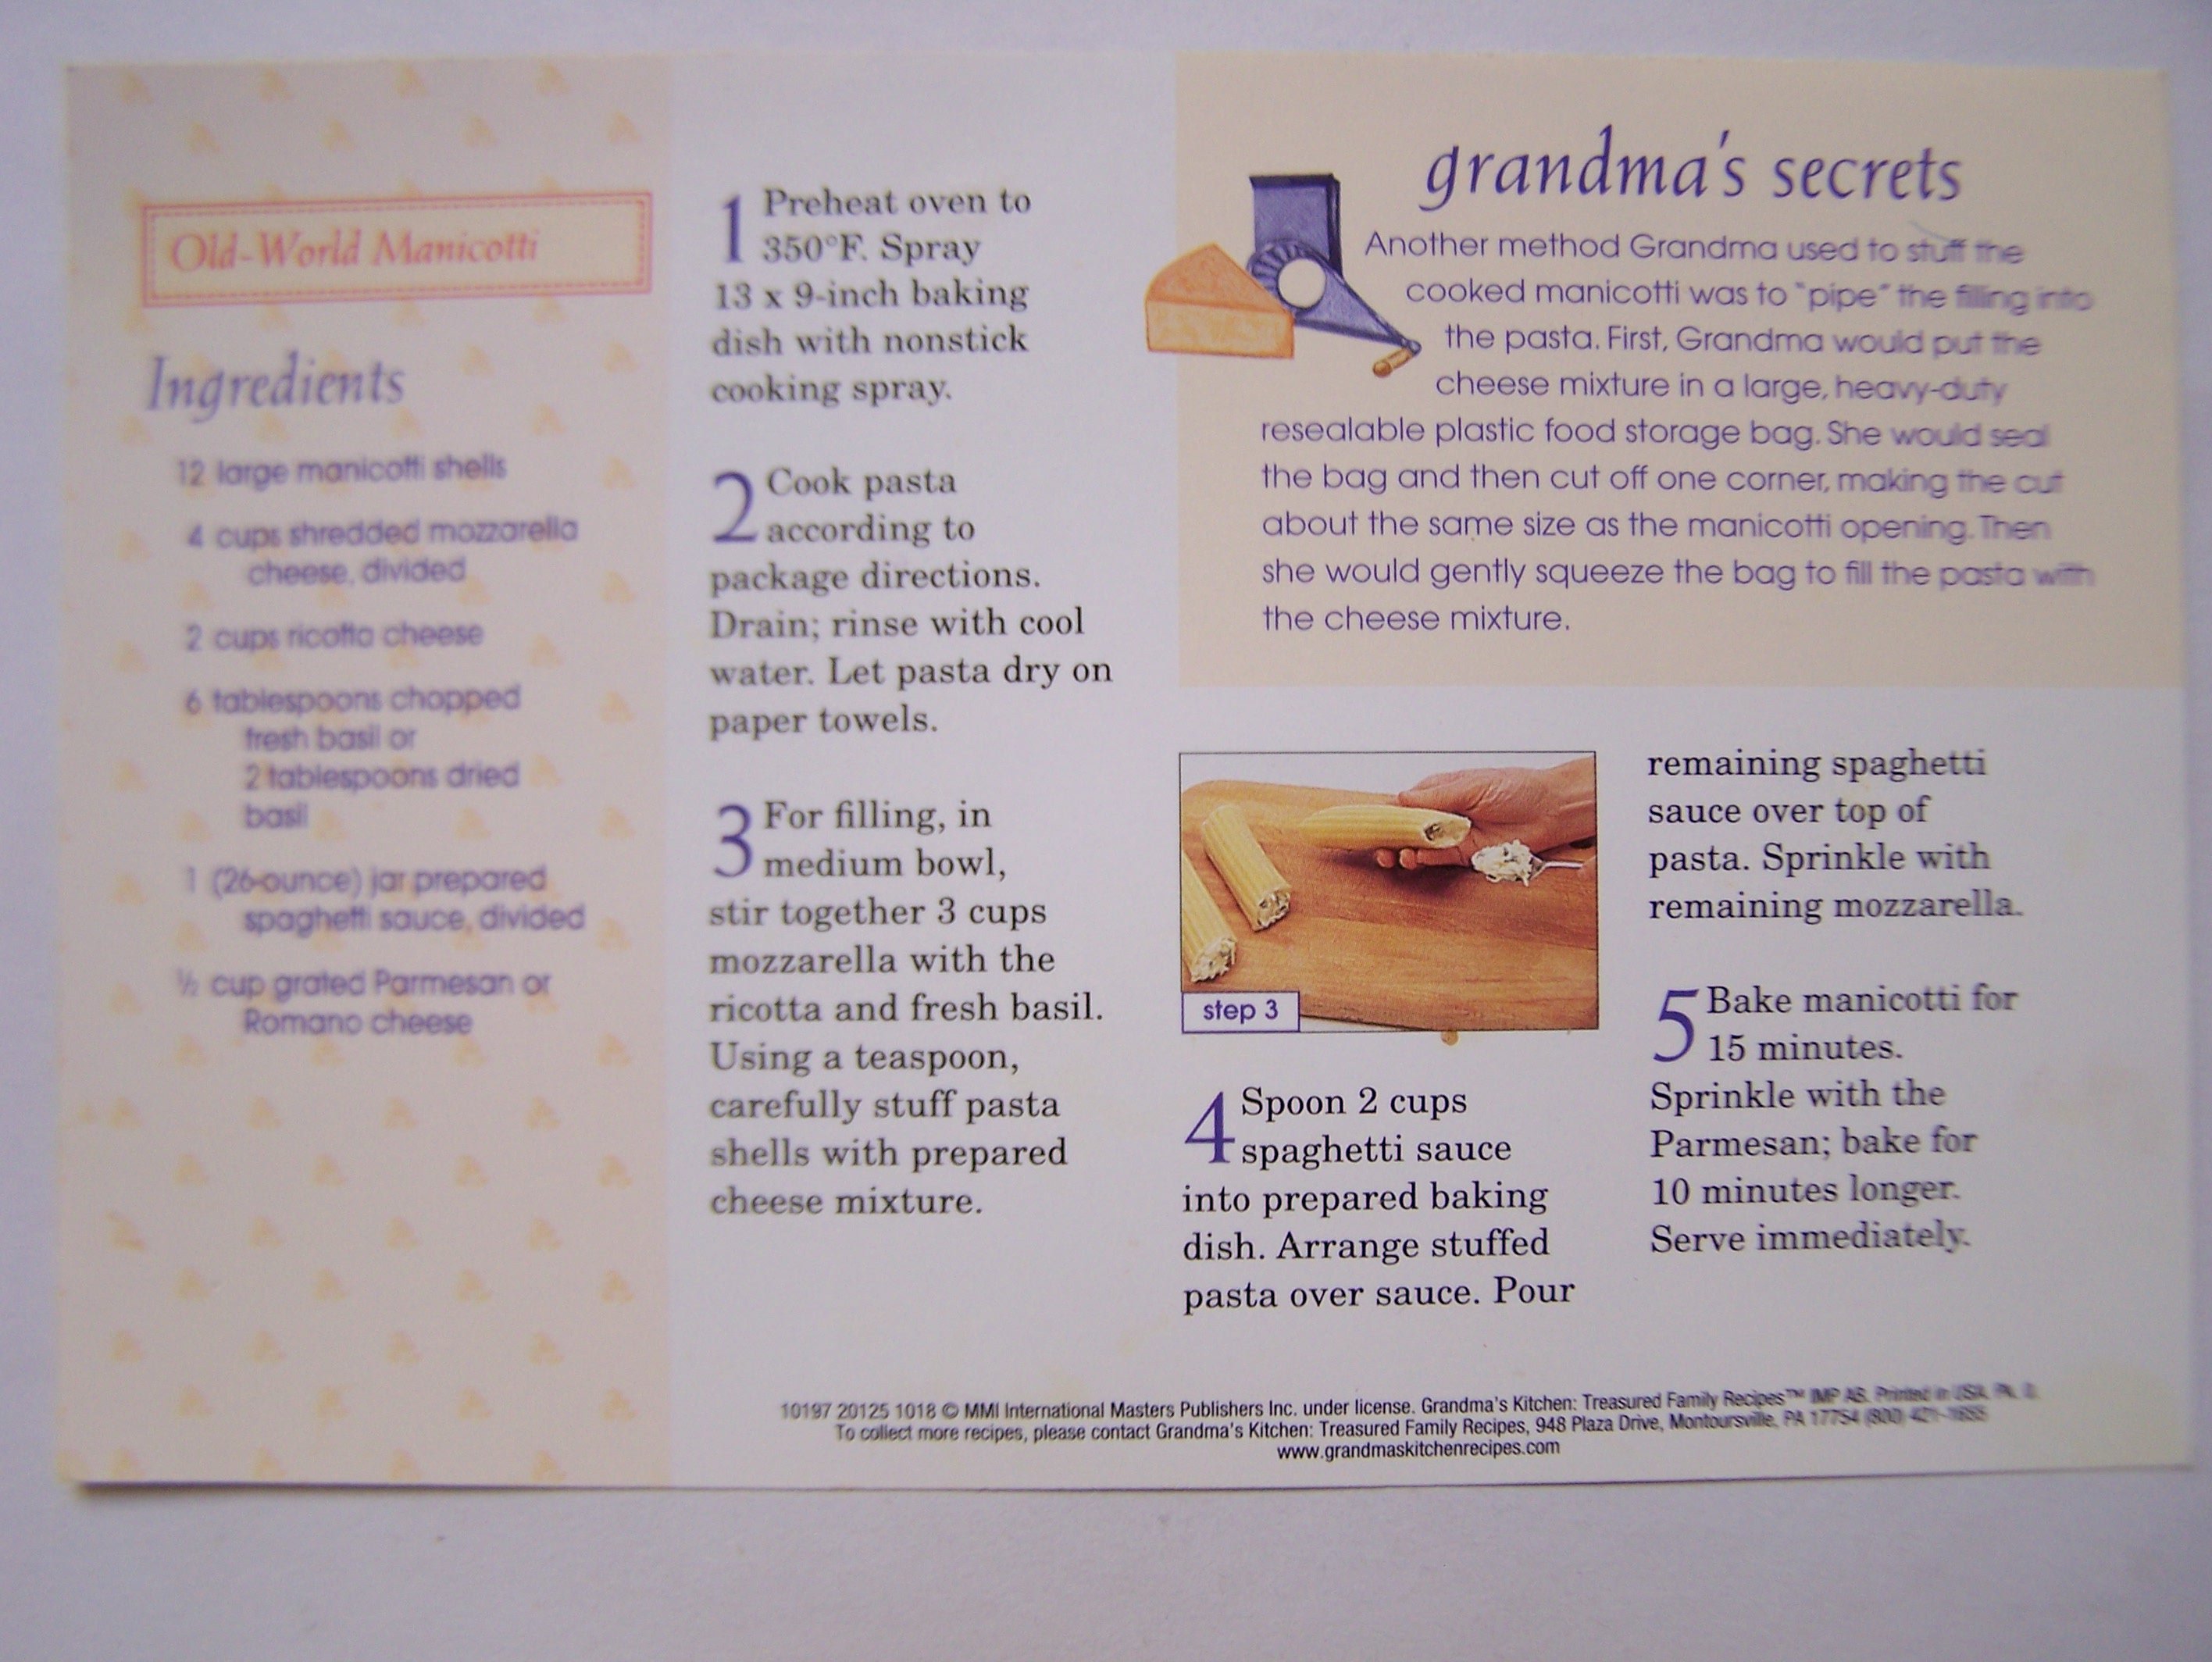 Old-World Manicotti
Ingredients
12 large manicotti shells
4 cups shredded mozzarella
cheese, divided
2 cups ricotta cheese
6 tablespoons chopped
fresh basil or
2 tablespoons dried
basil
1 (26-ounce) jar prepared
spaghetti sauce, divided
½ cup grated Parmesan or
Romano cheese
1 Preheat oven to
350°F. Spray
13 x 9-inch baking
dish with nonstick
cooking spray.
2 Cook pasta
according to
package directions.
Drain; rinse with cool
water. Let pasta dry on
paper towels.
3 For filling, in
medium bowl,
stir together 3 cups
mozzarella with the
ricotta and fresh basil.
Using a teaspoon,
carefully stuff pasta
shells with prepared
cheese mixture.
grandma's secrets
Another method Grandma used to stuff the
cooked manicotti was to "pipe" the filling into
the pasta. First, Grandma would put the
cheese mixture in a large, heavy-duty
resealable plastic food storage bag. She would seal
the bag and then cut off one corner, making the cut
about the same size as the manicotti opening. Then
she would gently squeeze the bag to fill the pasta with
the cheese mixture.
step 3
4 Spoon 2 cups
spaghetti sauce
into prepared baking
dish. Arrange stuffed
pasta over sauce. Pour
remaining spaghetti
sauce over top of
pasta. Sprinkle with
remaining mozzarella.
5 Bake manicotti for
15 minutes.
Sprinkle with the
Parmesan; bake for
10 minutes longer.
Serve immediately.
10197 20125 1018 © MMI International Masters Publishers Inc. under license. Grandma's Kitchen: Treasured Family Recipes™ IMP AB. Printed in USA.
To collect more recipes, please contact Grandma's Kitchen: Treasured Family Recipes, 948 Plaza Drive, Montoursville, PA 17754 (800)
www.grandmaskitchenrecipes.com